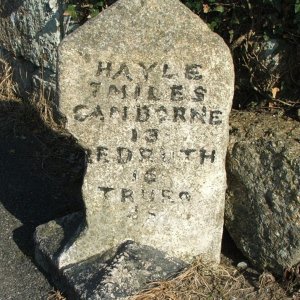 HAYLE
7 MILES
CAMBORNE
13
REDRUTH
16
TRURO